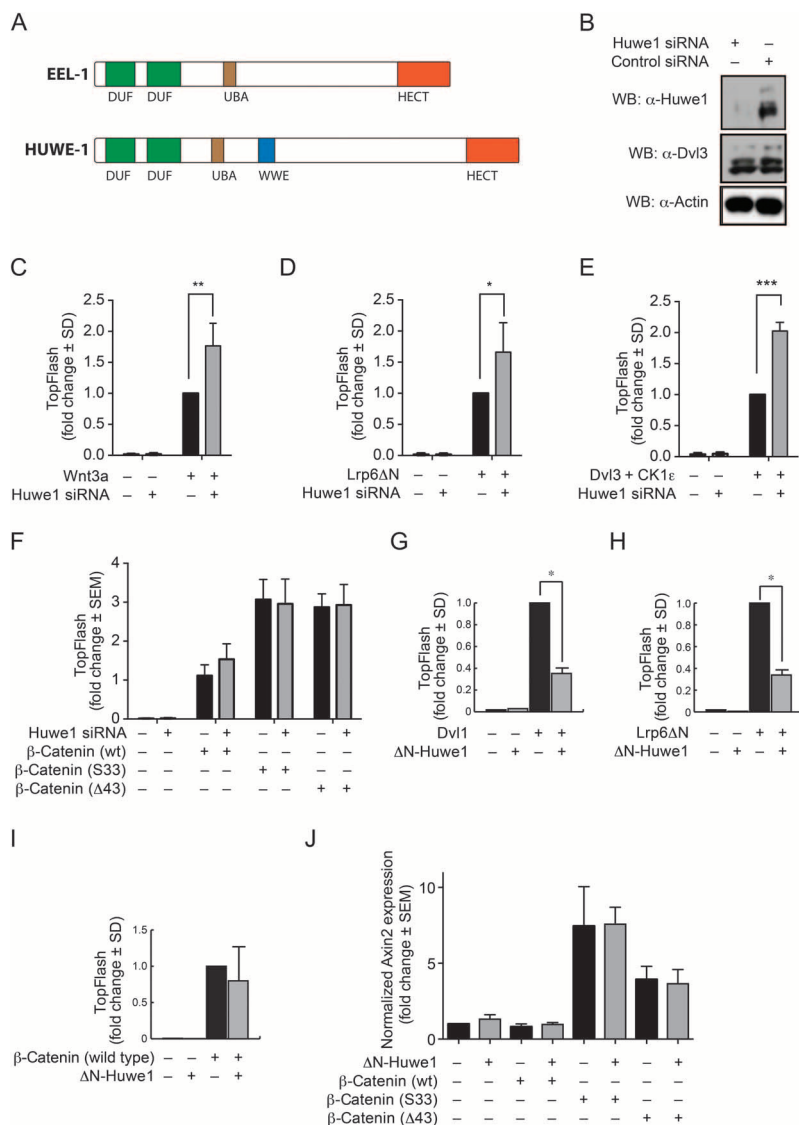 A
EEL-1
DUF DUF UBA HECT
HUWE-1
DUF DUF UBA WWE HECT
B
Huwe1 siRNA + –
Control siRNA – +
WB: α-Huwe1
WB: α-Dvl3
WB: α-Actin
C
TopFlash
(fold change ± SD)
2.5
2.0
1.5
1.0
0.5
0.0
**
Wnt3a – – + +
Huwe1 siRNA – + – +
D
TopFlash
(fold change ± SD)
2.5
2.0
1.5
1.0
0.5
0.0
*
Lrp6ΔN – – + +
Huwe1 siRNA – + – +
E
TopFlash
(fold change ± SD)
2.5
2.0
1.5
1.0
0.5
0.0
***
Dvl3 + CK1ε – – + +
Huwe1 siRNA – + – +
F
TopFlash
(fold change ± SEM)
4
3
2
1
0
Huwe1 siRNA – + – + – + – +
β-Catenin (wt) – – + + – – – –
β-Catenin (S33) – – – – + + – –
β-Catenin (Δ43) – – – – – – + +
G
TopFlash
(fold change ± SD)
1.0
0.8
0.6
0.4
0.2
0
*
Dvl1 – – + +
ΔN-Huwe1 – + – +
H
TopFlash
(fold change ± SD)
1.0
0.8
0.6
0.4
0.2
0
*
Lrp6ΔN – – + +
ΔN-Huwe1 – + – +
I
TopFlash
(fold change ± SD)
1.5
1.0
0.5
0
β-Catenin (wild type) – – + +
ΔN-Huwe1 – + – +
J
Normalized Axin2 expression
(fold change ± SEM)
10
5
0
ΔN-Huwe1 – + – + – + – +
β-Catenin (wt) – – + + – – – –
β-Catenin (S33) – – – – + + – –
β-Catenin (Δ43) – – – – – – + +